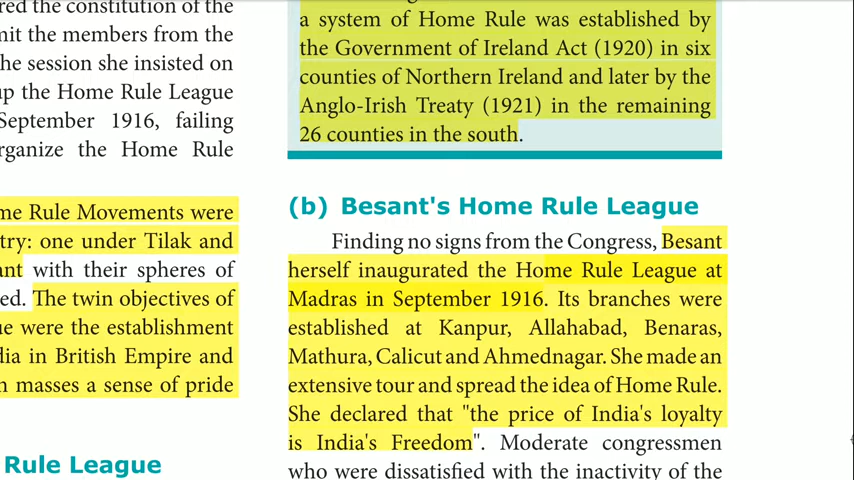 red the constitution of the
mit the members from the
he session she insisted on
up the Home Rule League
September 1916, failing
rganize the Home Rule
me Rule Movements were
try: one under Tilak and
ant with their spheres of
ed. The twin objectives of
ue were the establishment
dia in British Empire and
n masses a sense of pride
Rule League
a system of Home Rule was established by
the Government of Ireland Act (1920) in six
counties of Northern Ireland and later by the
Anglo-Irish Treaty (1921) in the remaining
26 counties in the south.
(b) Besant's Home Rule League
Finding no signs from the Congress, Besant
herself inaugurated the Home Rule League at
Madras in September 1916. Its branches were
established at Kanpur, Allahabad, Benaras,
Mathura, Calicut and Ahmednagar. She made an
extensive tour and spread the idea of Home Rule.
She declared that "the price of India's loyalty
is India's Freedom". Moderate congressmen
who were dissatisfied with the inactivity of the